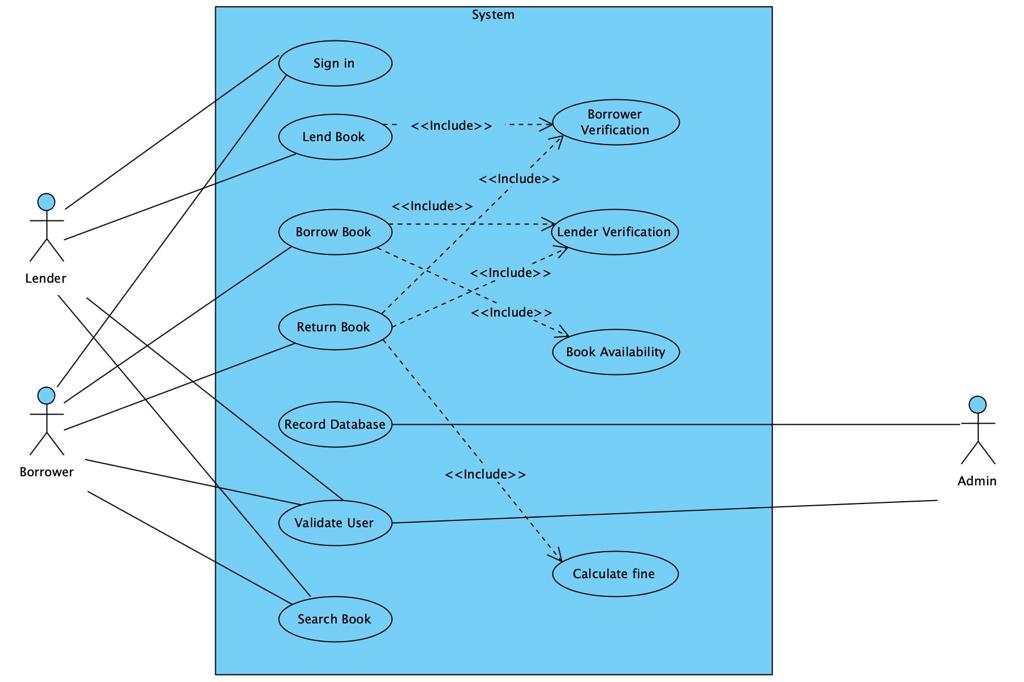 System
Sign in
Lend Book
<<Include>>
Borrower
Verification
<<Include>>
<<Include>>
Borrow Book
Lender Verification
Lender
<<Include>>
<<Include>>
Return Book
Book Availability
Record Database
Borrower
<<Include>>
Admin
Validate User
Calculate fine
Search Book